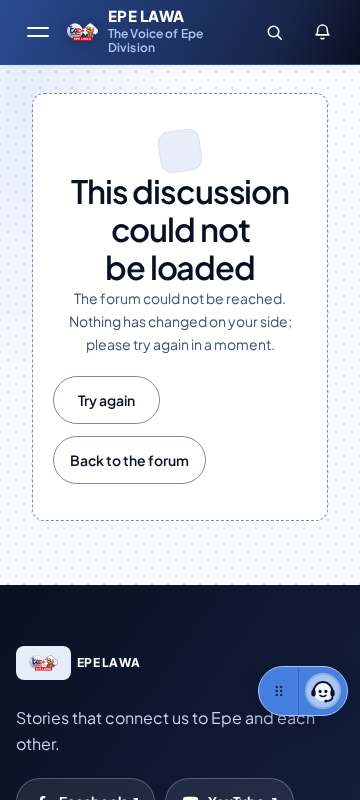 EPE LAWA
The Voice of Epe
Division
This discussion
could not
be loaded
The forum could not be reached.
Nothing has changed on your side;
please try again in a moment.
Try again
Back to the forum
EPE LAWA
Stories that connect us to Epe and each
other.
Facebook
YouTube